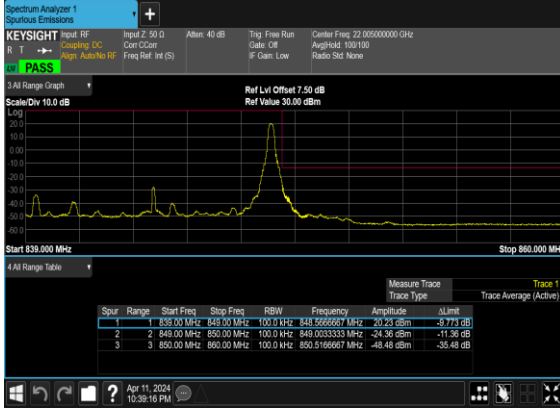 Spectrum Analyzer 1
Spurious Emissions
+
KEYSIGHT Input: RF Input Z: 50 Ω Atten: 40 dB Trig: Free Run Center Freq: 22.005000000 GHz
R T Coupling: DC Corr CCorr Gate: Off Avg|Hold: 100/100
Align: Auto/No RF Freq Ref: Int (S) IF Gain: Low Radio Std: None
LXI PASS
3 All Range Graph
Ref Lvl Offset 7.50 dB
Scale/Div 10.0 dB Ref Value 30.00 dBm
Log
20.0
10.0
0.00
-10.0
-20.0
-30.0
-40.0
-50.0
-60.0
Start 839.000 MHz Stop 860.000 MH
4 All Range Table
Measure Trace Trace 1
Trace Type Trace Average (Active)
Spur Range Start Freq Stop Freq RBW Frequency Amplitude ΔLimit
1 1 839.00 MHz 849.00 MHz 100.0 kHz 848.5666667 MHz 20.23 dBm -9.773 dB
2 2 849.00 MHz 850.00 MHz 100.0 kHz 849.0033333 MHz -24.36 dBm -11.36 dB
3 3 850.00 MHz 860.00 MHz 100.0 kHz 850.5166667 MHz -48.48 dBm -35.48 dB
? Apr 11, 2024
10:39:16 PM